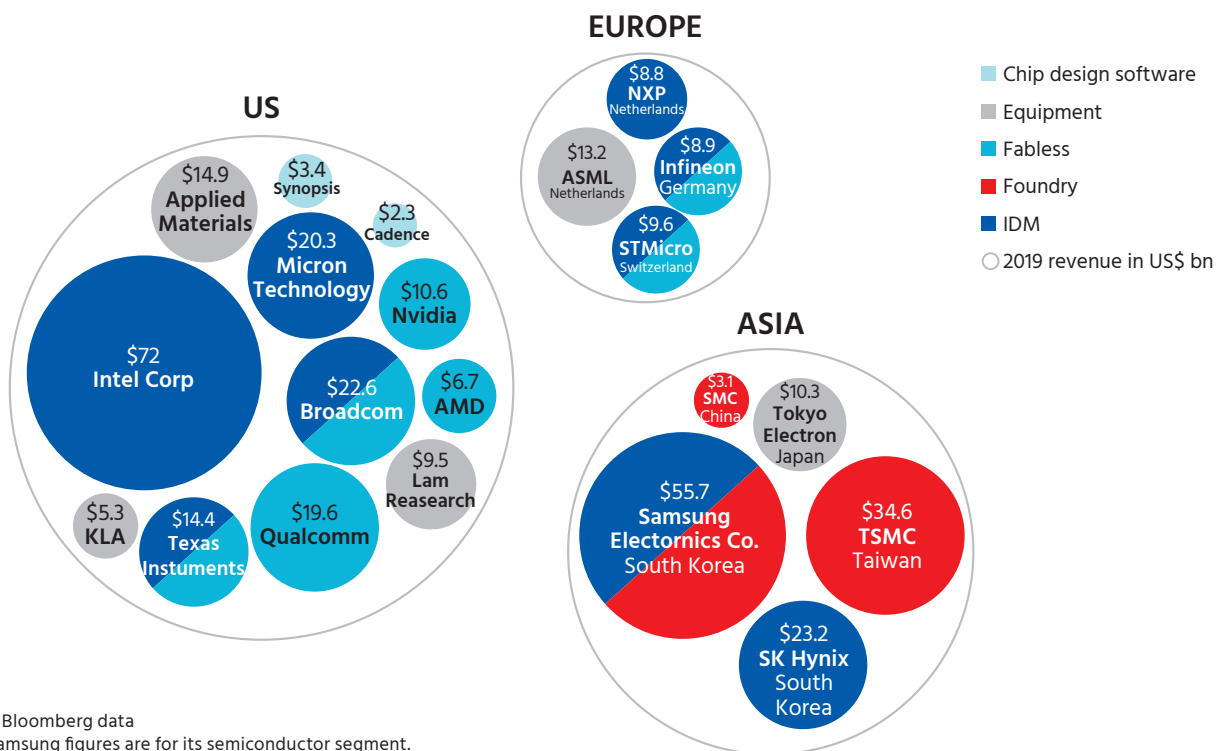 US
$14.9
Applied
Materials
$3.4
Synopsis
$2.3
Cadence
$20.3
Micron
Technology
$10.6
Nvidia
$72
Intel Corp
$22.6
Broadcom
$6.7
AMD
$9.5
Lam
Reasearch
$5.3
KLA
$14.4
Texas
Instuments
$19.6
Qualcomm
EUROPE
$8.8
NXP
Netherlands
$13.2
ASML
Netherlands
$8.9
Infineon
Germany
$9.6
STMicro
Switzerland
Chip design software
Equipment
Fabless
Foundry
IDM
2019 revenue in US$ bn
ASIA
$3.1
SMC
China
$10.3
Tokyo
Electron
Japan
$55.7
Samsung
Electornics Co.
South Korea
$34.6
TSMC
Taiwan
$23.2
SK Hynix
South
Korea
Bloomberg data
amsung figures are for its semiconductor segment.